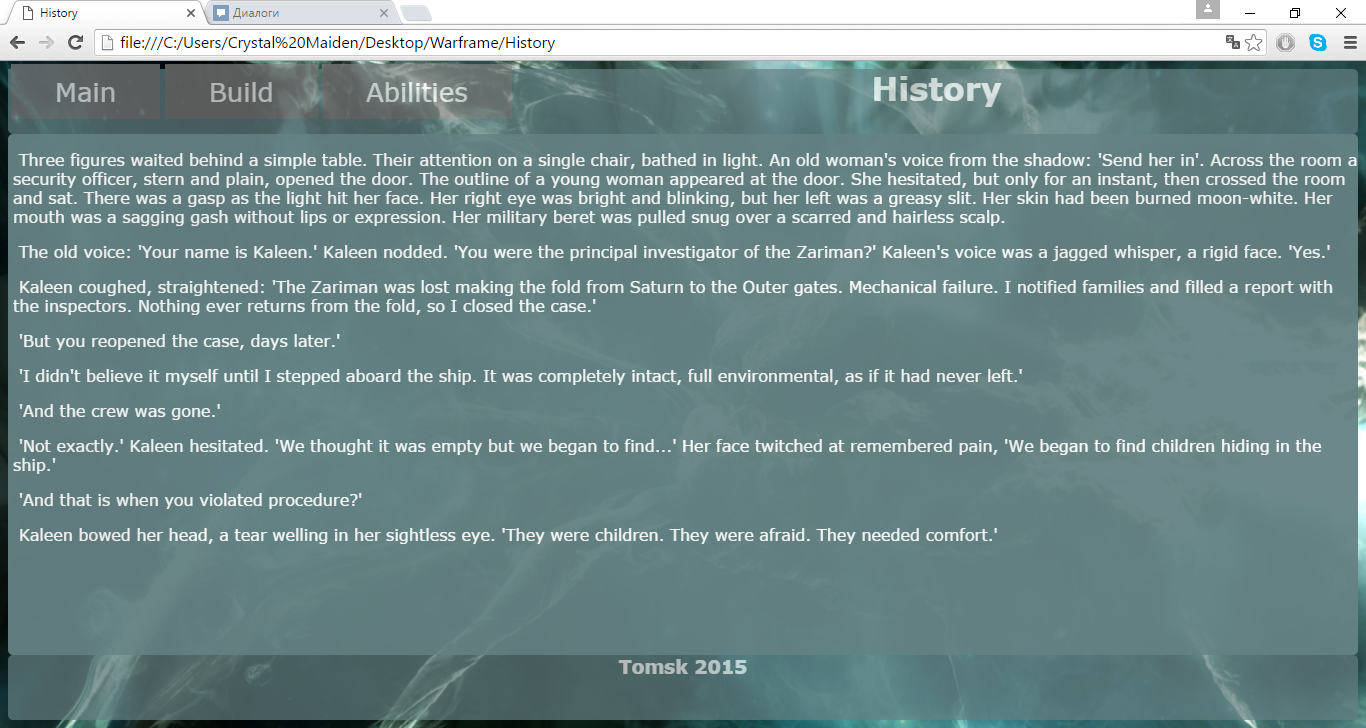 History
Диалоги
file:///C:/Users/Crystal%20Maiden/Desktop/Warframe/History
Main
Build
Abilities
History
Three figures waited behind a simple table. Their attention on a single chair, bathed in light. An old woman's voice from the shadow: 'Send her in'. Across the room a
security officer, stern and plain, opened the door. The outline of a young woman appeared at the door. She hesitated, but only for an instant, then crossed the room
and sat. There was a gasp as the light hit her face. Her right eye was bright and blinking, but her left was a greasy slit. Her skin had been burned moon-white. Her
mouth was a sagging gash without lips or expression. Her military beret was pulled snug over a scarred and hairless scalp.
The old voice: 'Your name is Kaleen.' Kaleen nodded. 'You were the principal investigator of the Zariman?' Kaleen's voice was a jagged whisper, a rigid face. 'Yes.'
Kaleen coughed, straightened: 'The Zariman was lost making the fold from Saturn to the Outer gates. Mechanical failure. I notified families and filled a report with
the inspectors. Nothing ever returns from the fold, so I closed the case.'
'But you reopened the case, days later.'
'I didn't believe it myself until I stepped aboard the ship. It was completely intact, full environmental, as if it had never left.'
'And the crew was gone.'
'Not exactly.' Kaleen hesitated. 'We thought it was empty but we began to find...' Her face twitched at remembered pain, 'We began to find children hiding in the
ship.'
'And that is when you violated procedure?'
Kaleen bowed her head, a tear welling in her sightless eye. 'They were children. They were afraid. They needed comfort.'
Tomsk 2015